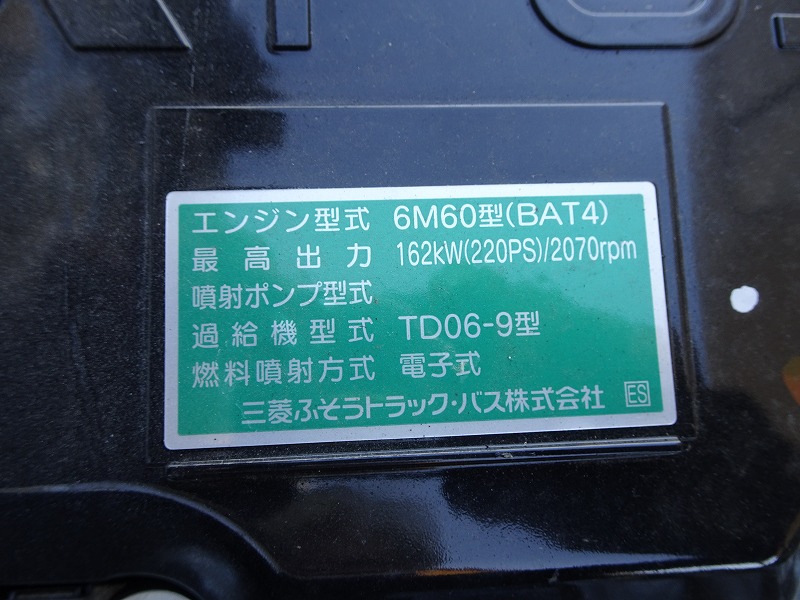 エンジン型式 6M60型(BAT4)
最高出力 162kW(220PS)/2070rpm
噴射ポンプ型式
過給機型式 TD06-9型
燃料噴射方式 電子式
三菱ふそうトラック・バス株式会社 ES